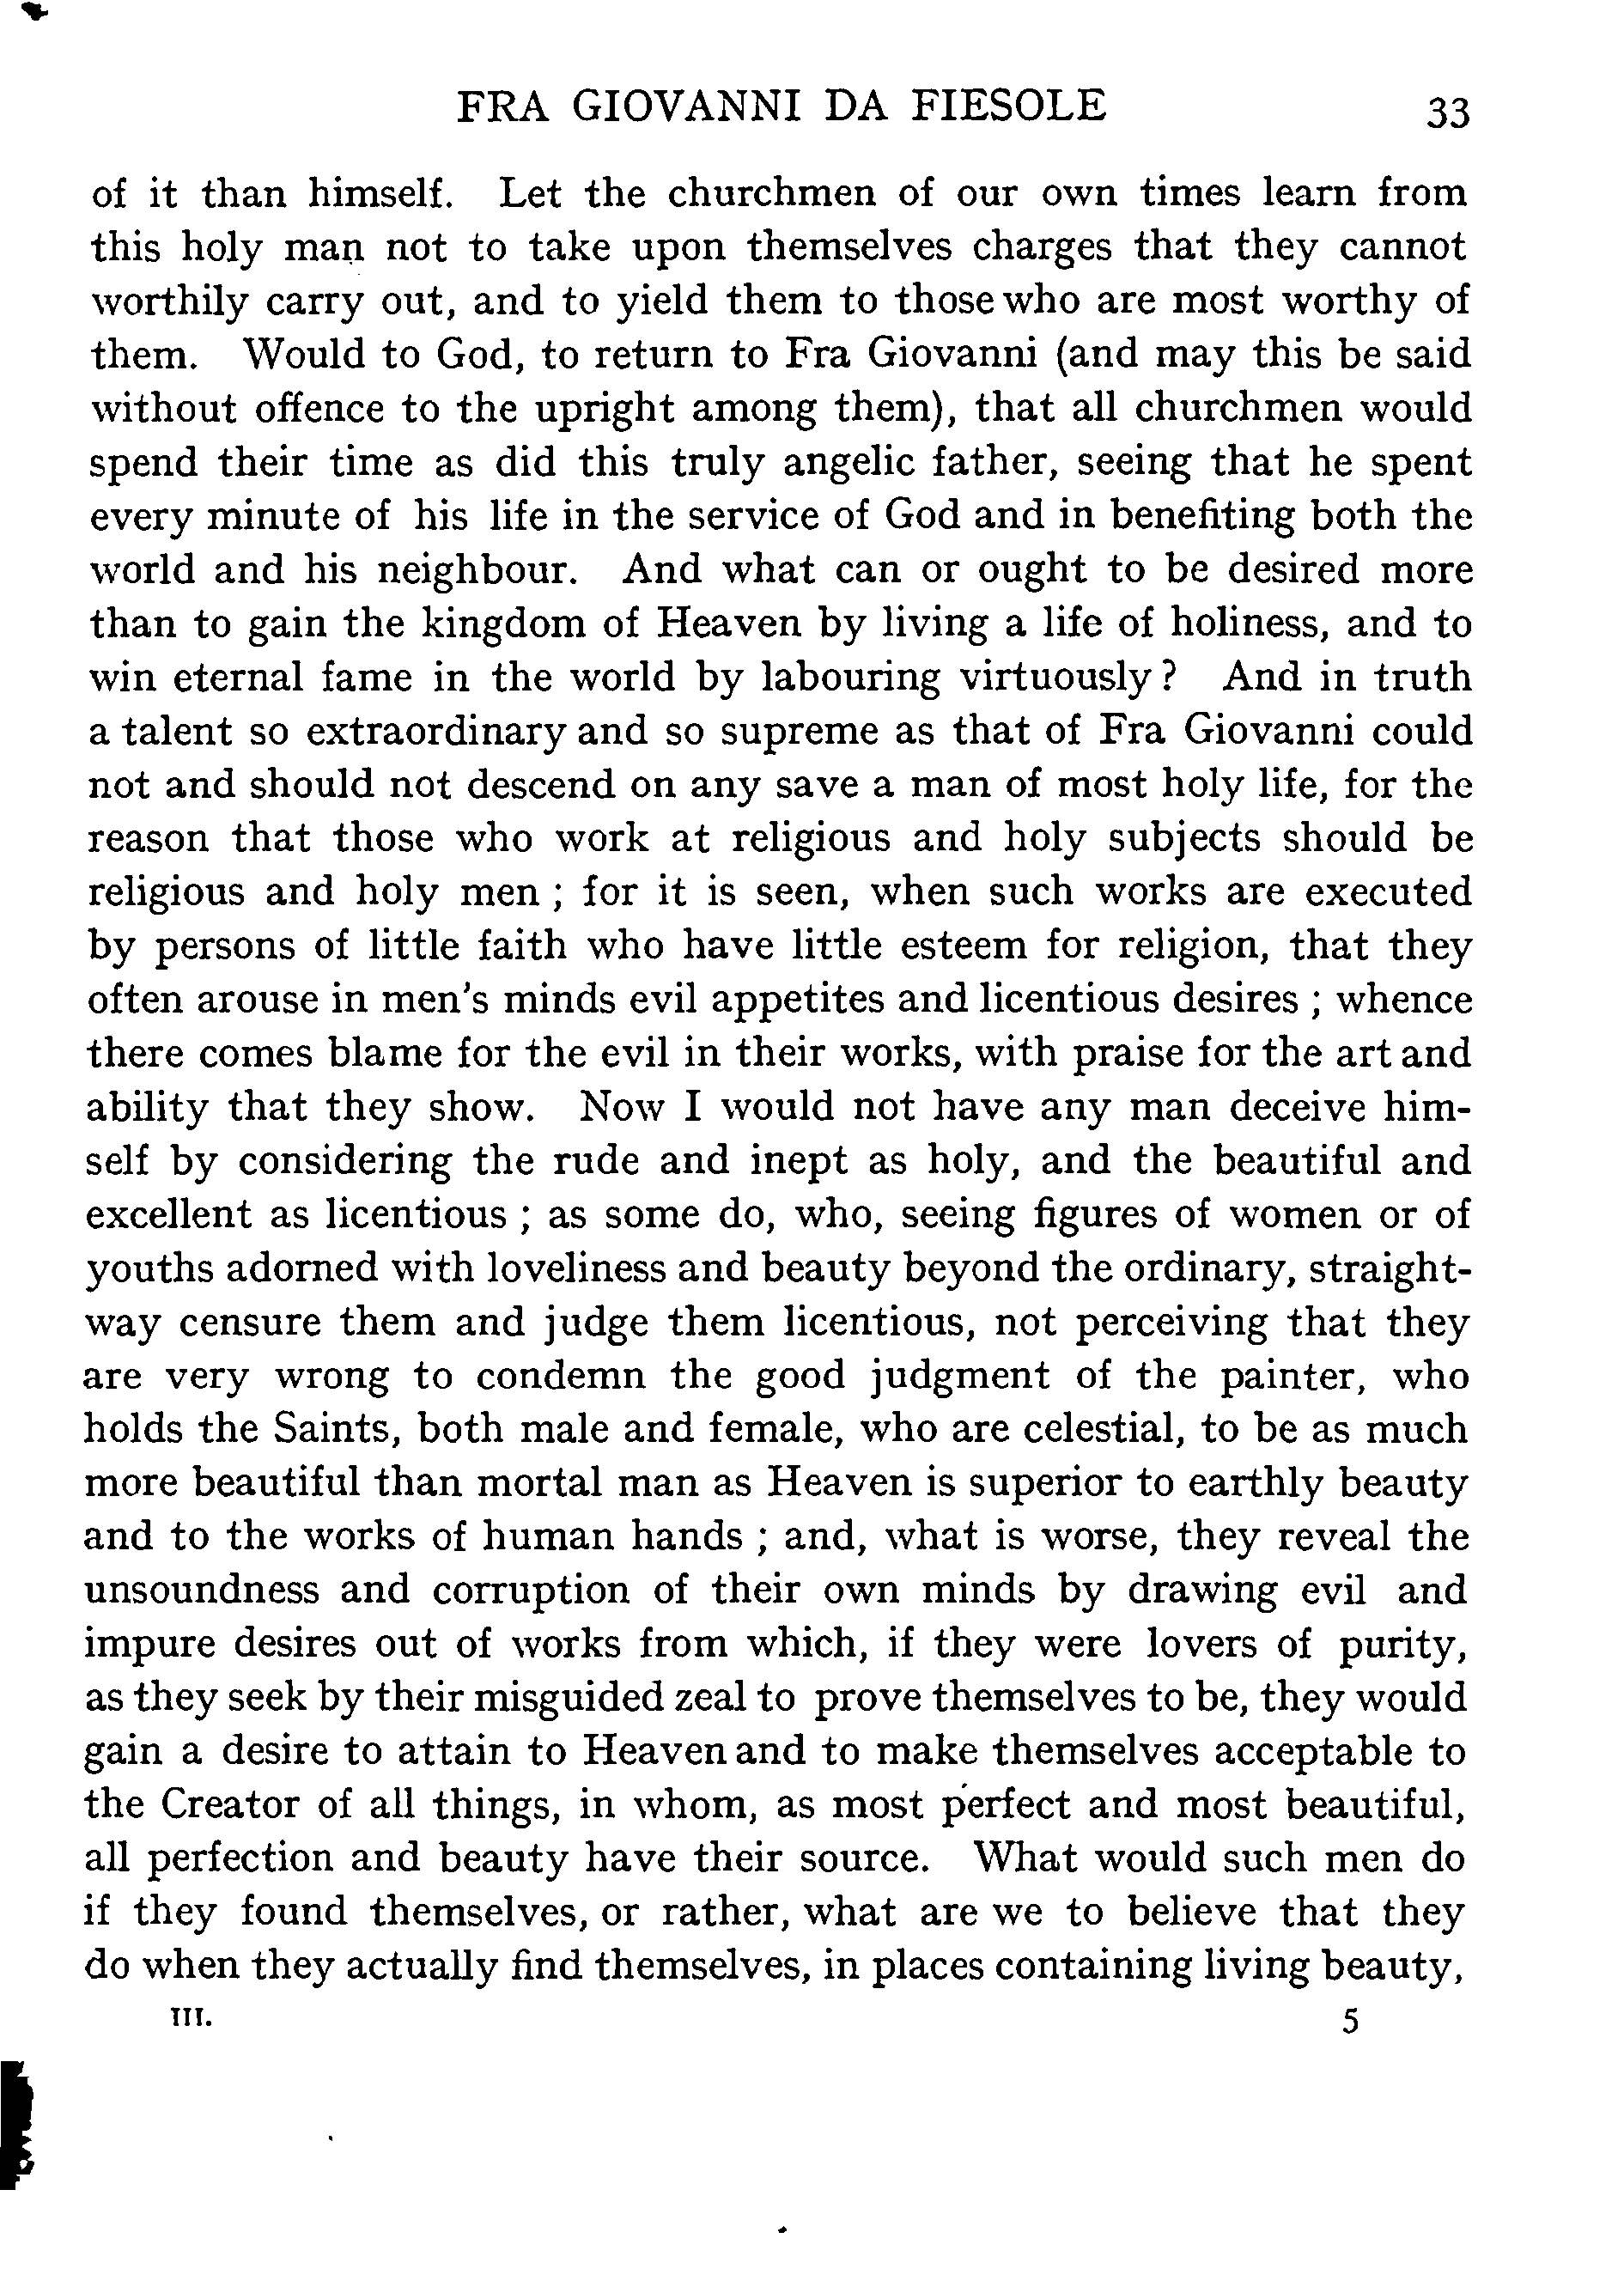 FRA GIOVANNI DA FIESOLE 33
of it than himself. Let the churchmen of our own times learn from
this holy man not to take upon themselves charges that they cannot
worthily carry out, and to yield them to those who are most worthy of
them. Would to God, to return to Fra Giovanni (and may this be said
without offence to the upright among them), that all churchmen would
spend their time as did this truly angelic father, seeing that he spent
every minute of his life in the service of God and in benefiting both the
world and his neighbour. And what can or ought to be desired more
than to gain the kingdom of Heaven by living a life of holiness, and to
win eternal fame in the world by labouring virtuously? And in truth
a talent so extraordinary and so supreme as that of Fra Giovanni could
not and should not descend on any save a man of most holy life, for the
reason that those who work at religious and holy subjects should be
religious and holy men ; for it is seen, when such works are executed
by persons of little faith who have little esteem for religion, that they
often arouse in men's minds evil appetites and licentious desires ; whence
there comes blame for the evil in their works, with praise for the art and
ability that they show. Now I would not have any man deceive him-
self by considering the rude and inept as holy, and the beautiful and
excellent as licentious ; as some do, who, seeing figures of women or of
youths adorned with loveliness and beauty beyond the ordinary, straight-
way censure them and judge them licentious, not perceiving that they
are very wrong to condemn the good judgment of the painter, who
holds the Saints, both male and female, who are celestial, to be as much
more beautiful than mortal man as Heaven is superior to earthly beauty
and to the works of human hands ; and, what is worse, they reveal the
unsoundness and corruption of their own minds by drawing evil and
impure desires out of works from which, if they were lovers of purity,
as they seek by their misguided zeal to prove themselves to be, they would
gain a desire to attain to Heaven and to make themselves acceptable to
the Creator of all things, in whom, as most perfect and most beautiful,
all perfection and beauty have their source. What would such men do
if they found themselves, or rather, what are we to believe that they
do when they actually find themselves, in places containing living beauty,
III. 5